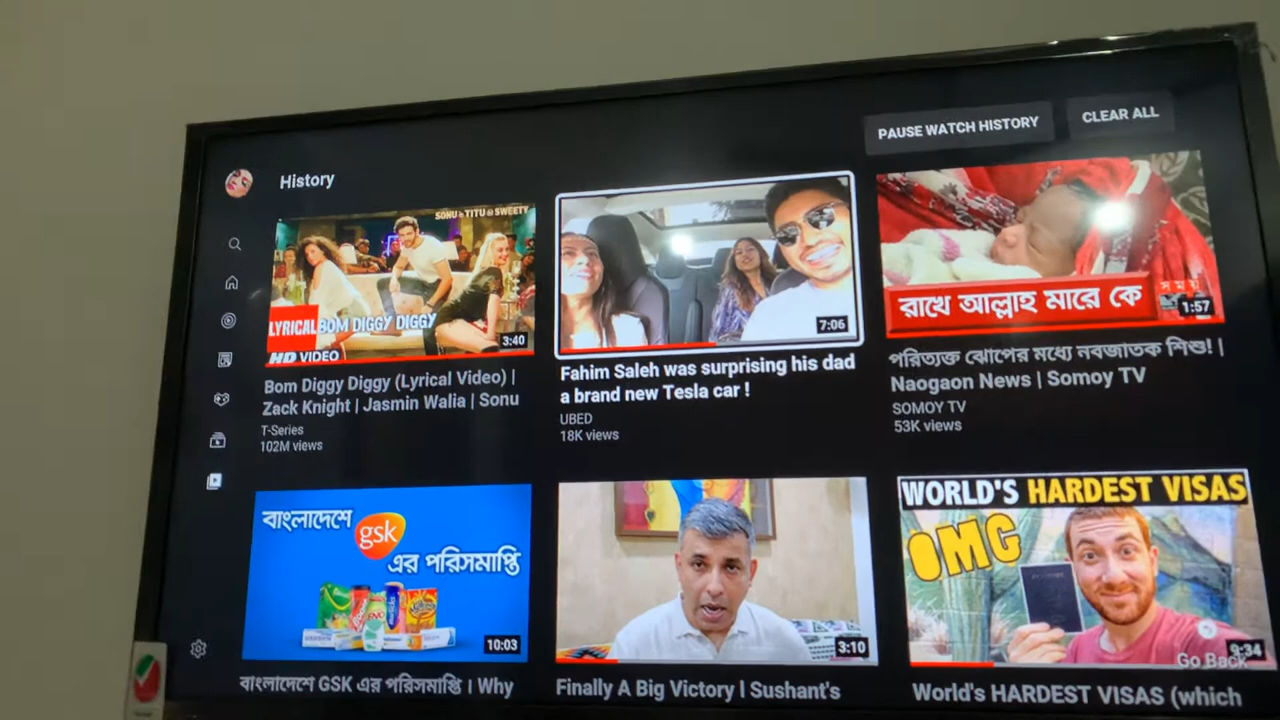 PAUSE WATCH HISTORY
CLEAR ALL
History
SONU & TITU & SWEETY
LYRICAL BOM DIGGY DIGGY
HD VIDEO
3:40
Bom Diggy Diggy (Lyrical Video) |
Zack Knight | Jasmin Walia | Sonu
T-Series
102M views
7:06
Fahim Saleh was surprising his dad
a brand new Tesla car !
UBED
18K views
রাখে আল্লাহ মারে কে
সময়
1:57
পরিত্যক্ত ঝোপের মধ্যে নবজাতক শিশু! |
Naogaon News | Somoy TV
SOMOY TV
53K views
বাংলাদেশে
gsk
এর পরিসমাপ্তি
ENO
10:03
বাংলাদেশে GSK এর পরিসমাপ্তি । Why
3:10
Finally A Big Victory l Sushant's
WORLD'S HARDEST VISAS
OMG
9:34
Go Back
World's HARDEST VISAS (which